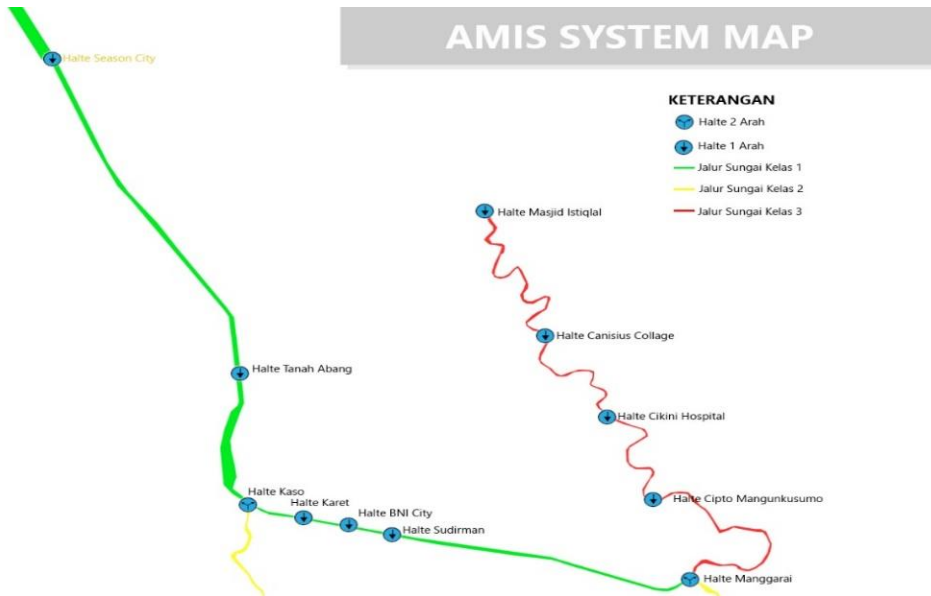 AMIS SYSTEM MAP
Halte Season City
KETERANGAN
Halte 2 Arah
Halte 1 Arah
Jalur Sungai Kelas 1
Jalur Sungai Kelas 2
Jalur Sungai Kelas 3
Halte Masjid Istiqlal
Halte Canisius Collage
Halte Tanah Abang
Halte Cikini Hospital
Halte Kaso
Halte Karet
Halte Cipto Mangunkusumo
Halte BNI City
Halte Sudirman
Halte Manggarai